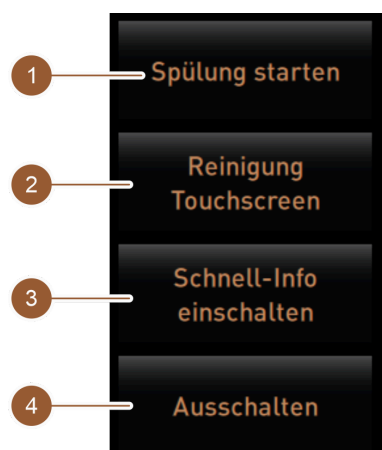 1 Spülung starten
2 Reinigung
Touchscreen
3 Schnell-Info
einschalten
4 Ausschalten